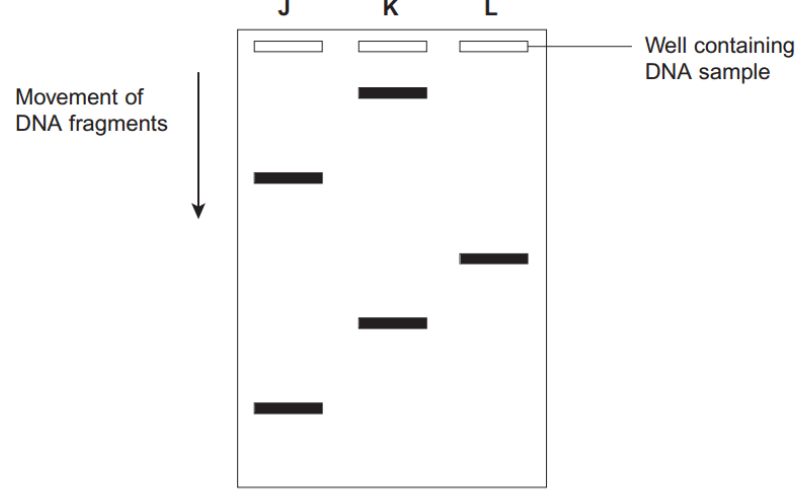 J K L
Well containing
DNA sample
Movement of
DNA fragments